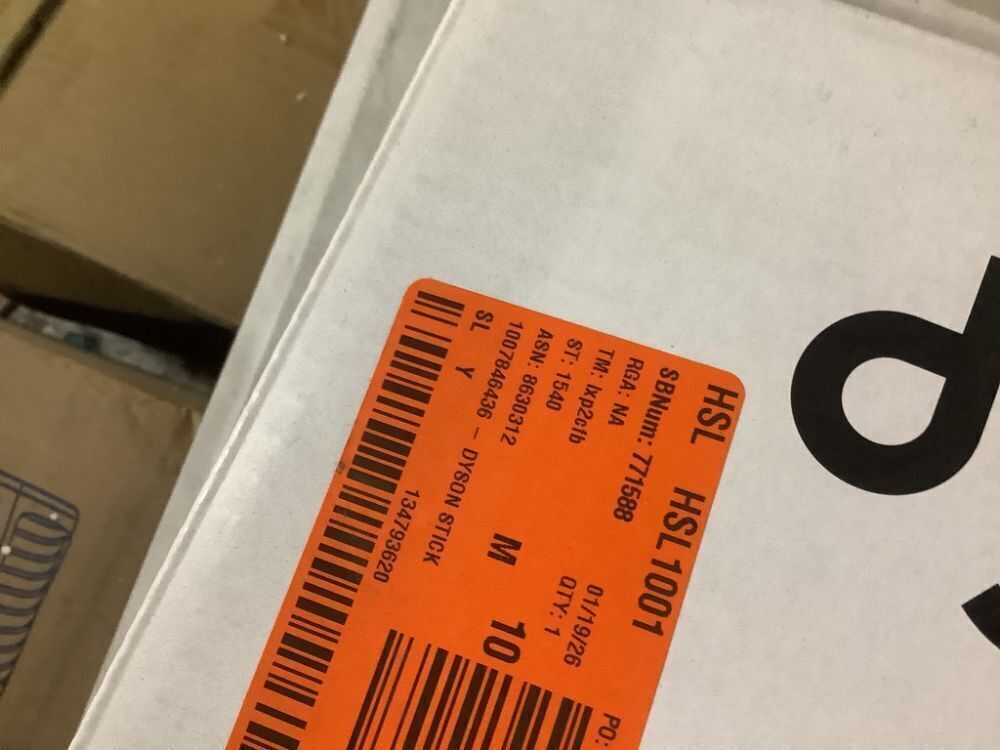 HSL HSL1001
SBNum: 771588
RGA: NA 01/19/26
TM: lxp2cfb QTY: 1
ST: 1540
ASN: 8630312 M 10
1007846436 - DYSON STICK
SL Y
134793620
PO:
d